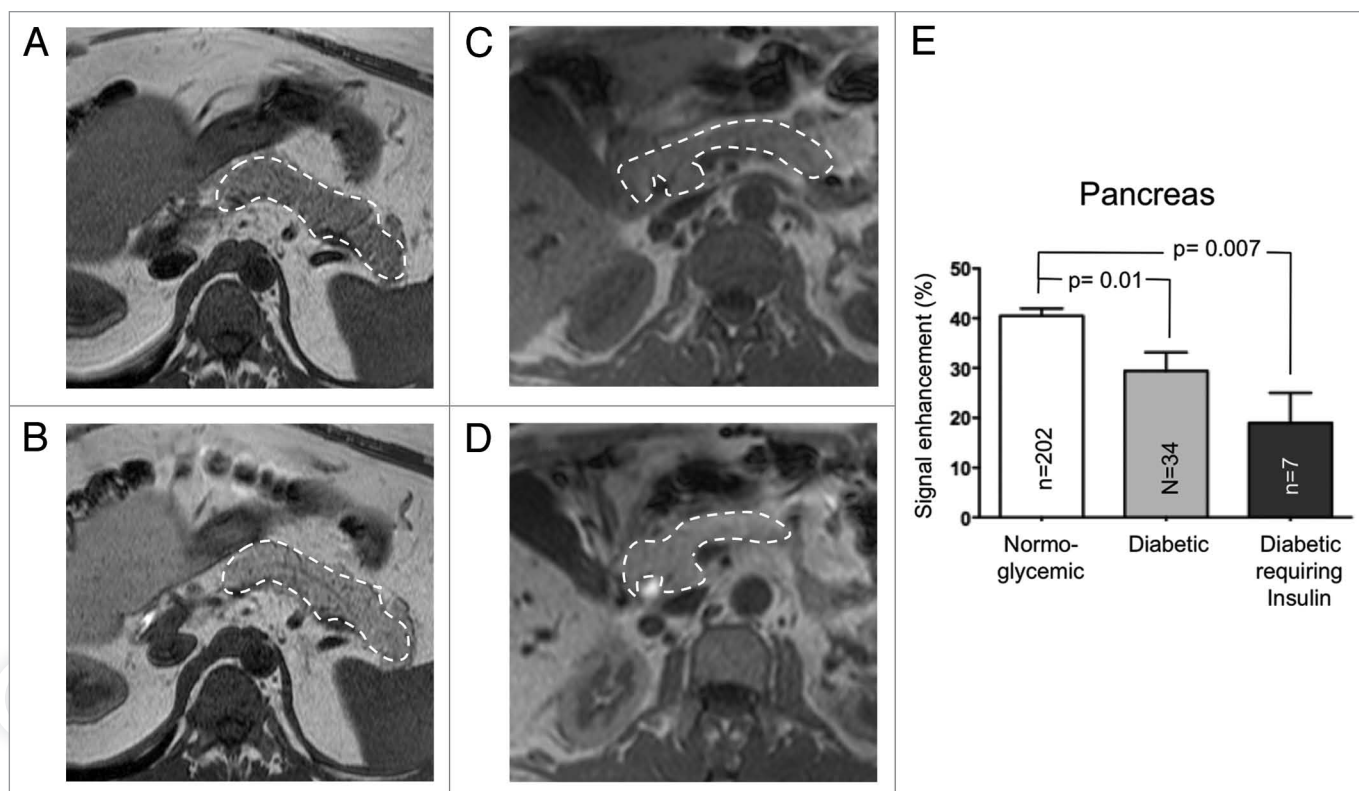 A
B
C
D
E
Pancreas
p= 0.007
p= 0.01
Signal enhancement (%)
50
40
30
20
10
0
n=202
N=34
n=7
Normo-
glycemic
Diabetic
Diabetic
requiring
Insulin